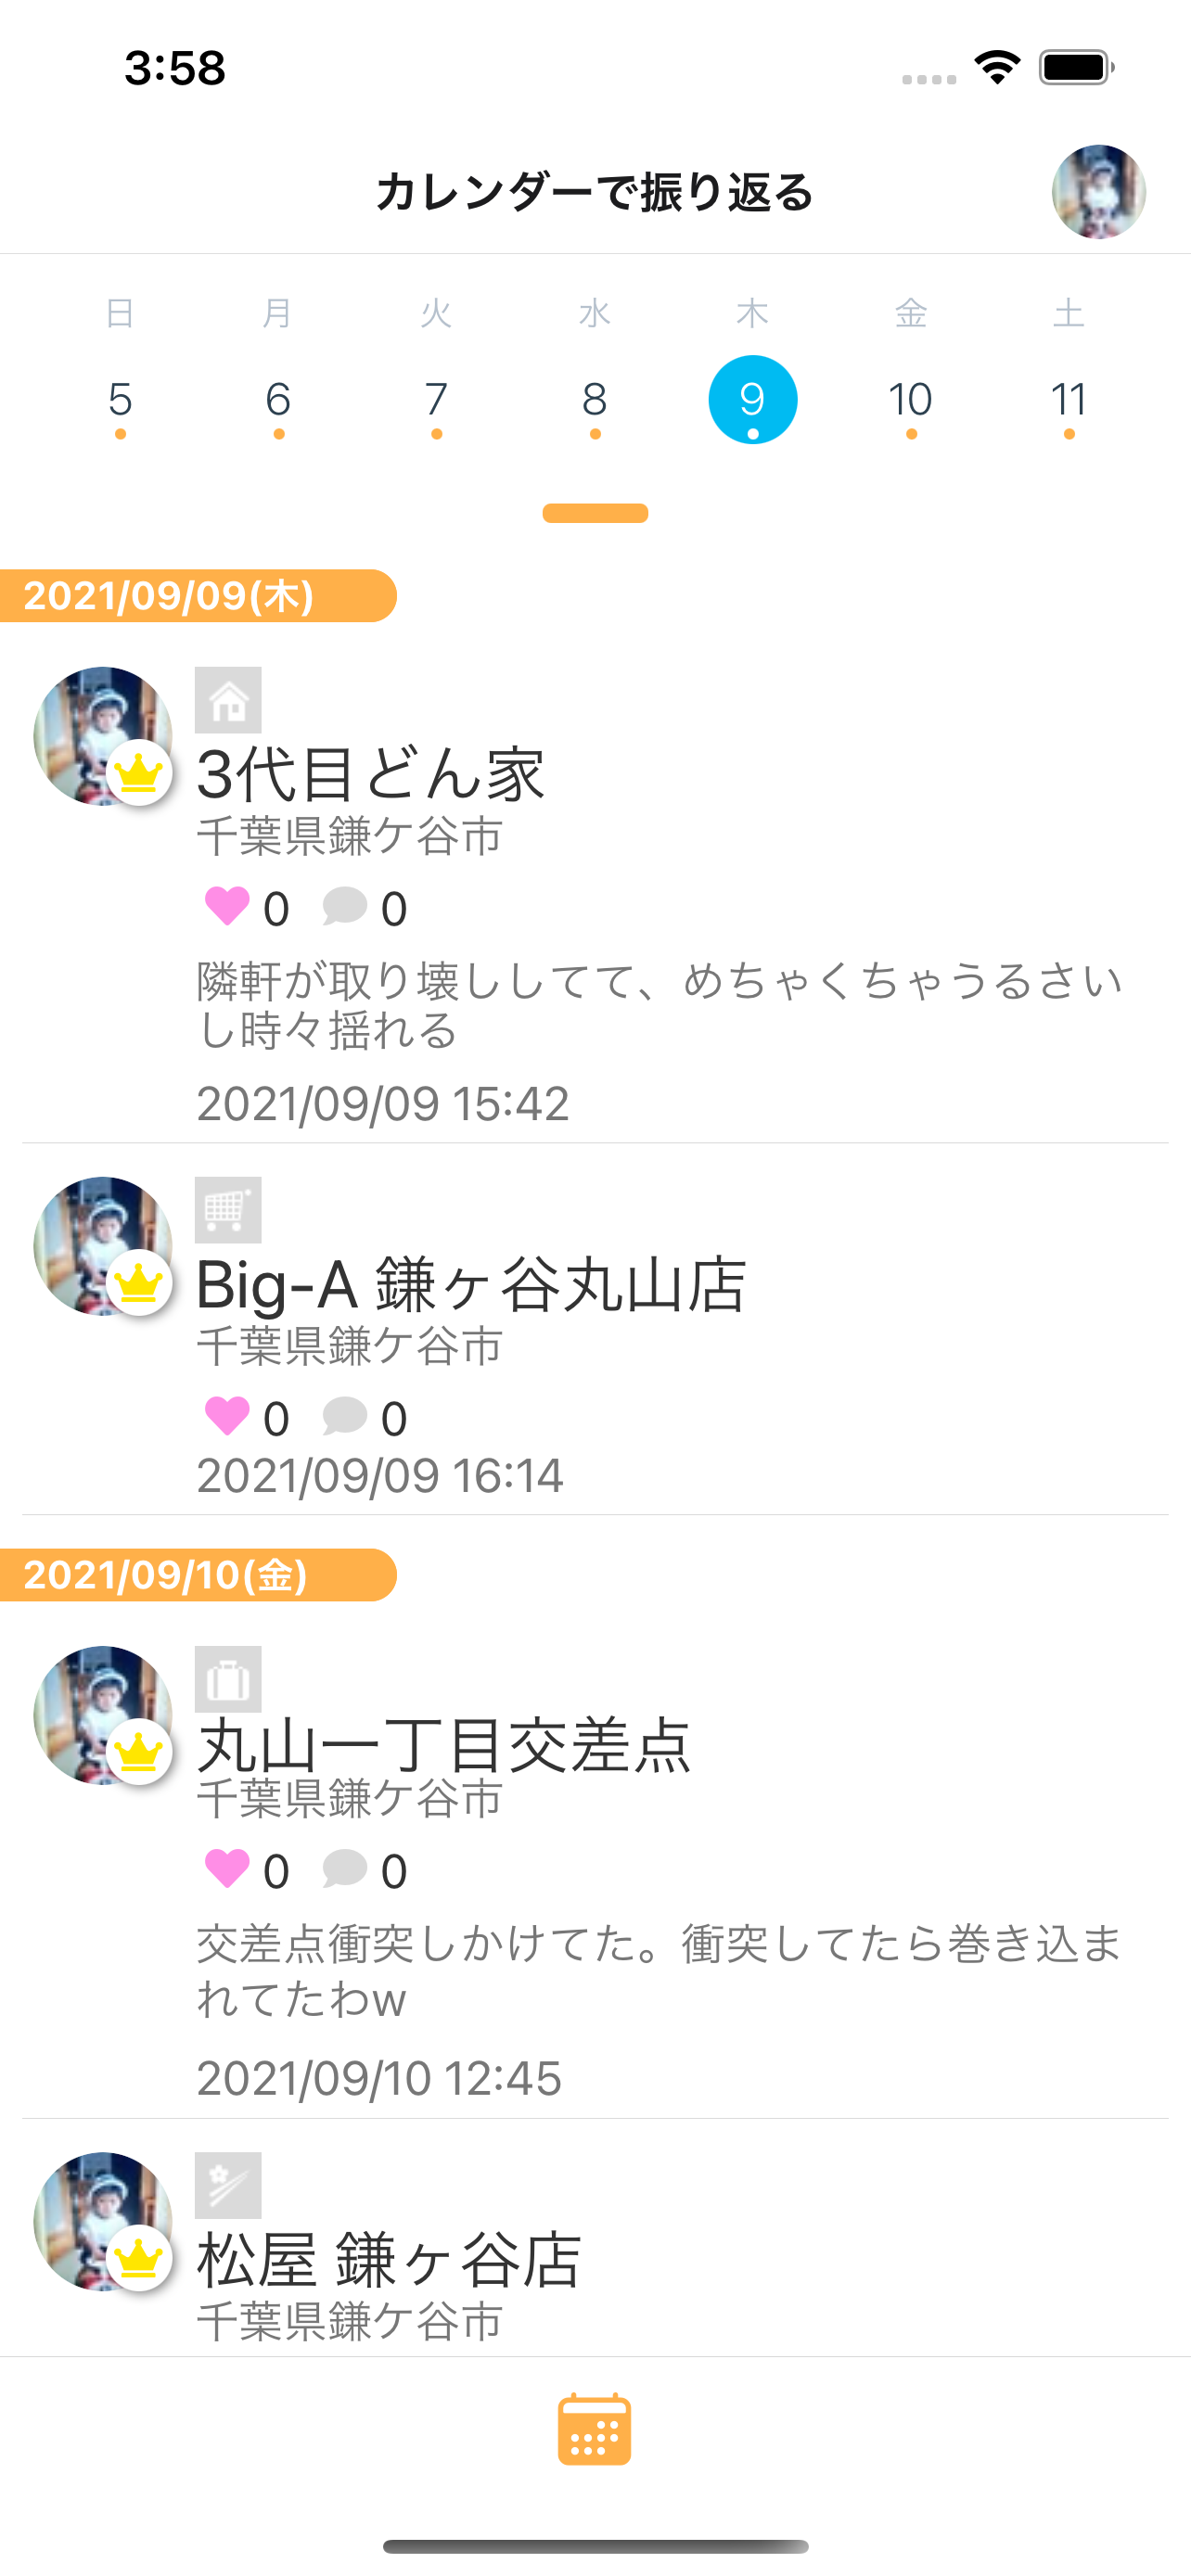 3:58
カレンダーで振り返る
日 月 火 水 木 金 土
5 6 7 8 9 10 11
2021/09/09(木)
3代目どん家
千葉県鎌ケ谷市
0 0
隣軒が取り壊ししてて、めちゃくちゃうるさい
し時々揺れる
2021/09/09 15:42
Big-A 鎌ヶ谷丸山店
千葉県鎌ケ谷市
0 0
2021/09/09 16:14
2021/09/10(金)
丸山一丁目交差点
千葉県鎌ケ谷市
0 0
交差点衝突しかけてた。衝突してたら巻き込ま
れてたわw
2021/09/10 12:45
松屋 鎌ヶ谷店
千葉県鎌ケ谷市